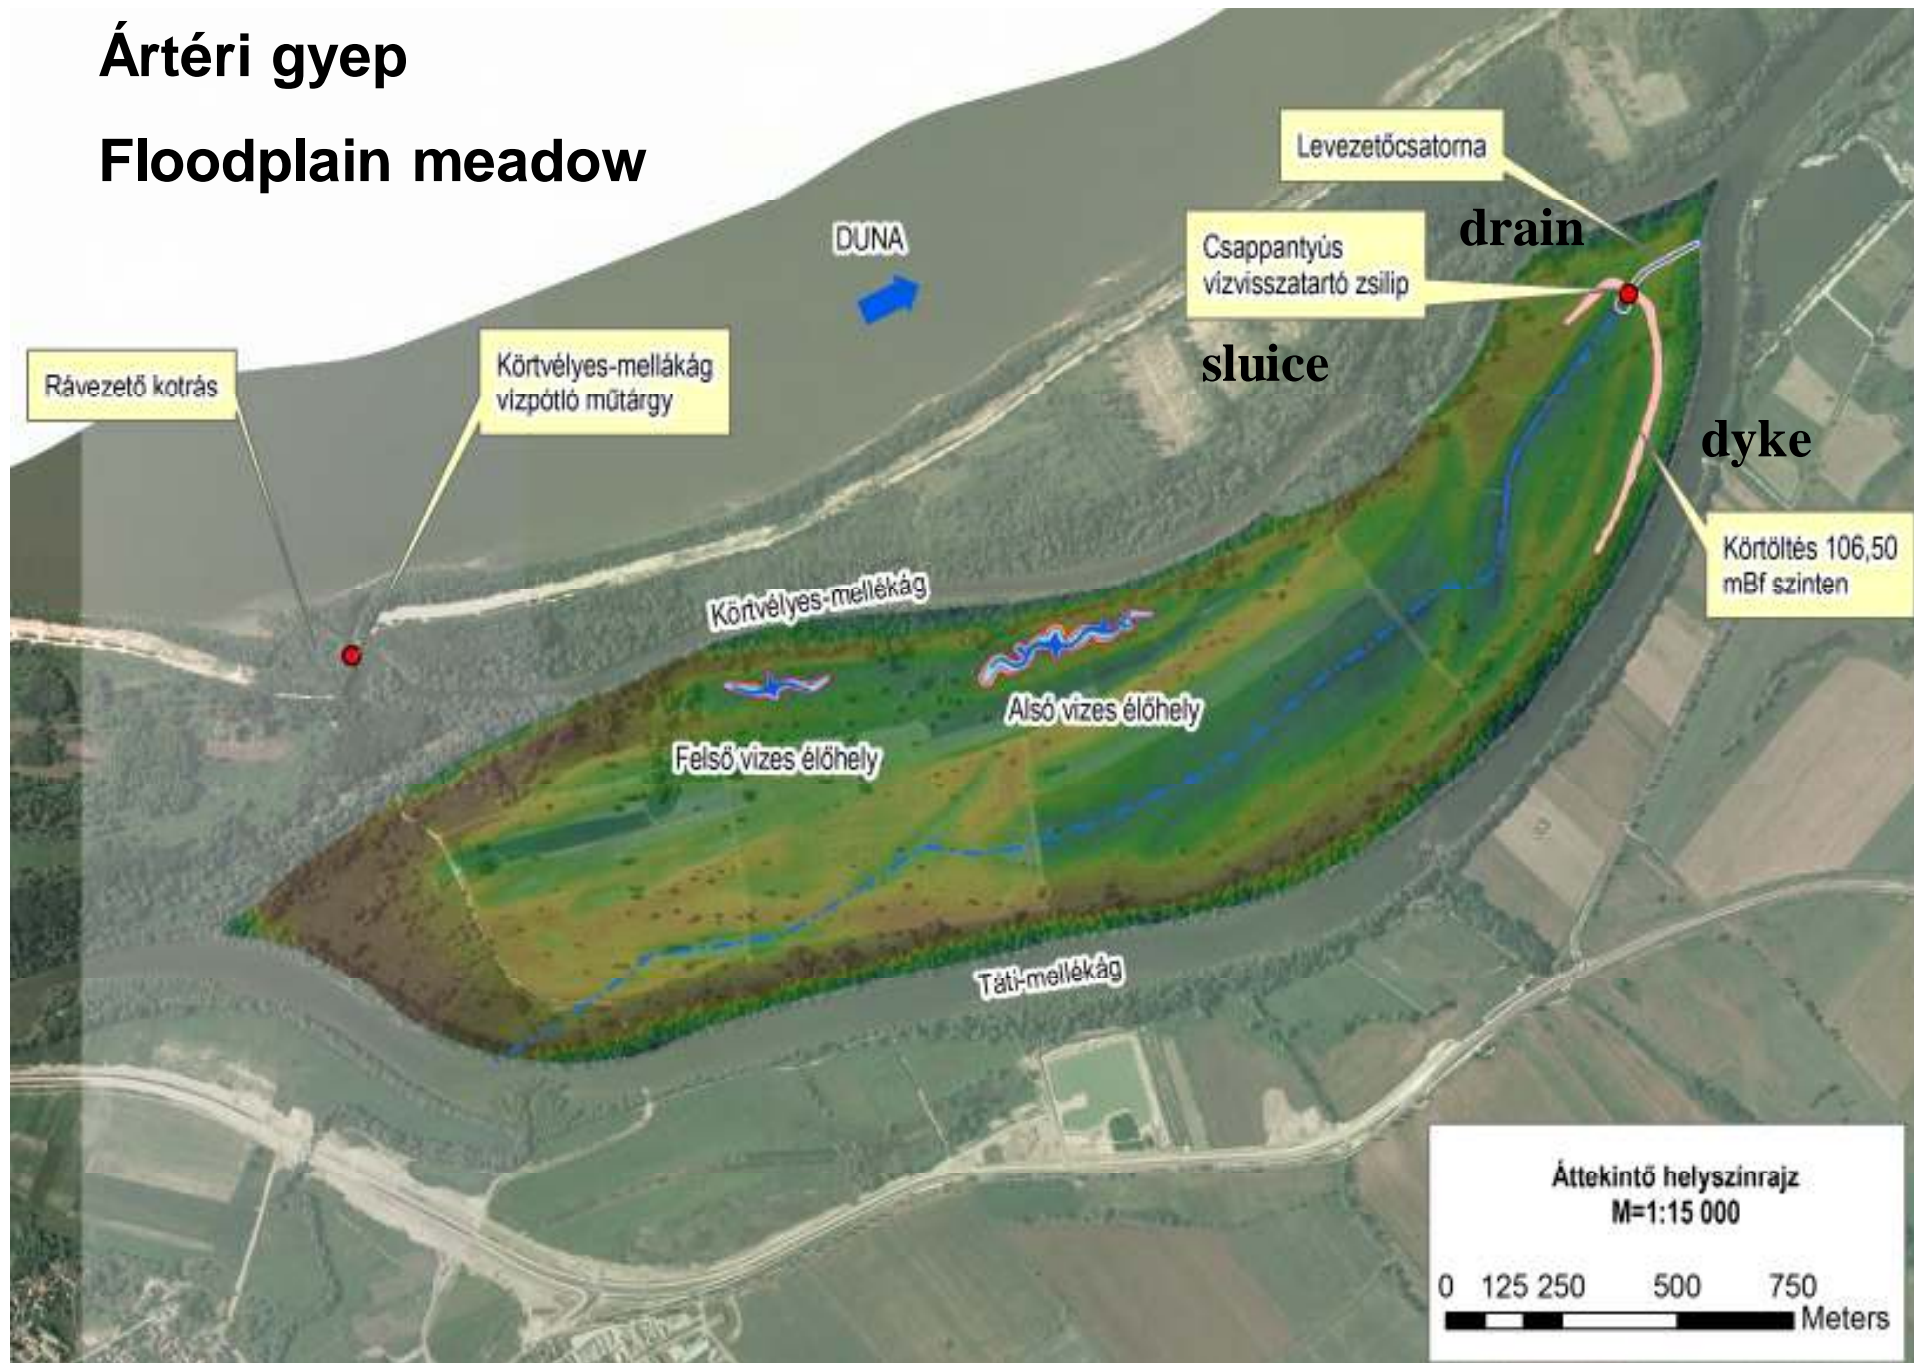 Ártéri gyep
Floodplain meadow
Levezetőcsatorna
drain
DUNA
Csappantyús
vízvisszatartó zsilip
sluice
Rávezető kotrás
Körtvélyes-mellákág
vízpótló műtárgy
dyke
Körtöltés 106,50
mBf szinten
Körtvélyes-mellékág
Alsó vizes élőhely
Felső vizes élőhely
Táti-mellékág
Áttekintő helyszínrajz
M=1:15 000
0 125 250 500 750
Meters